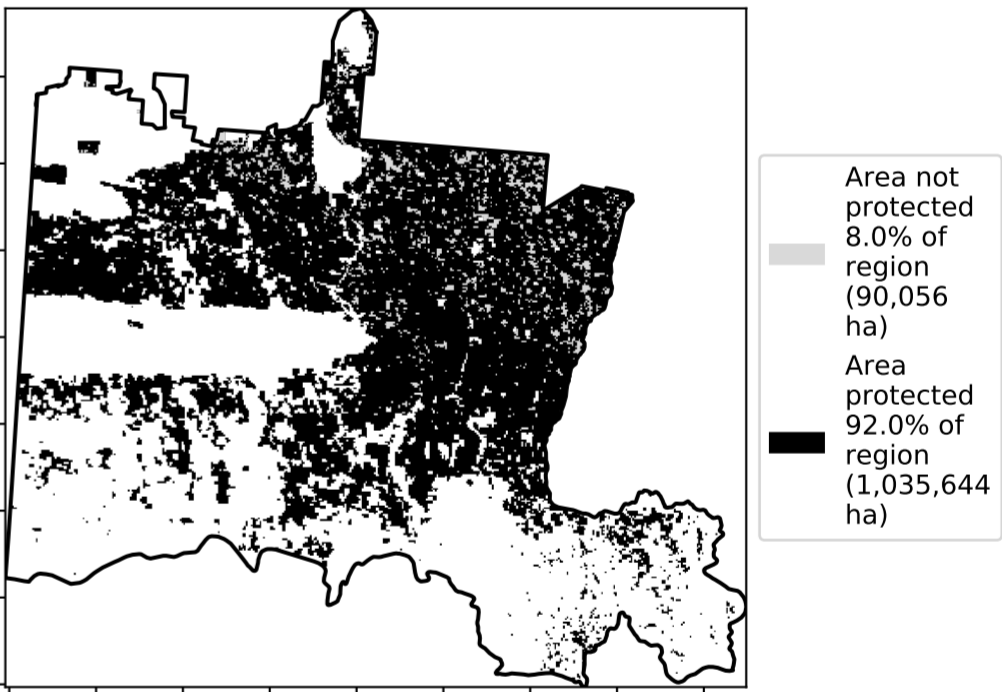 Area not
protected
8.0% of
region
(90,056
ha)
Area
protected
92.0% of
region
(1,035,644
ha)